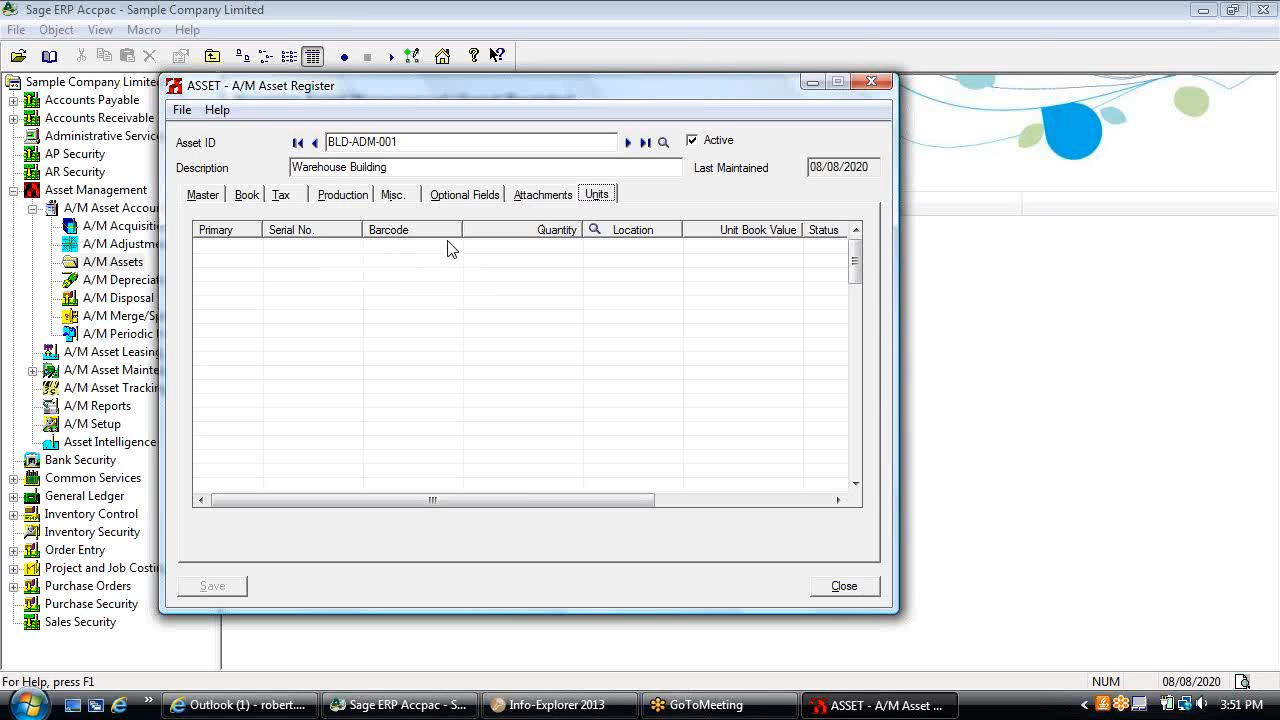 Sage ERP Accpac - Sample Company Limited
File Object View Macro Help
Sample Company Limite
Accounts Payable
Accounts Receivable
Administrative Servic
AP Security
AR Security
Asset Management
A/M Asset Accou
A/M Acquisiti
A/M Adjustme
A/M Assets
A/M Depreciat
A/M Disposal
A/M Merge/Sp
A/M Periodic
A/M Asset Leasing
A/M Asset Mainte
A/M Asset Trackin
A/M Reports
A/M Setup
Asset Intelligence
Bank Security
Common Services
General Ledger
Inventory Control
Inventory Security
Order Entry
Project and Job Costin
Purchase Orders
Purchase Security
Sales Security
ASSET - A/M Asset Register
File Help
Asset ID BLD-ADM-001 Active
Description Warehouse Building Last Maintained 08/08/2020
Master Book Tax Production Misc. Optional Fields Attachments Units
Primary Serial No. Barcode Quantity Location Unit Book Value Status
Save Close
For Help, press F1 NUM 08/08/2020
Outlook (1) - robert.... Sage ERP Accpac - S... Info-Explorer 2013 GoToMeeting ASSET - A/M Asset ... 3:51 PM